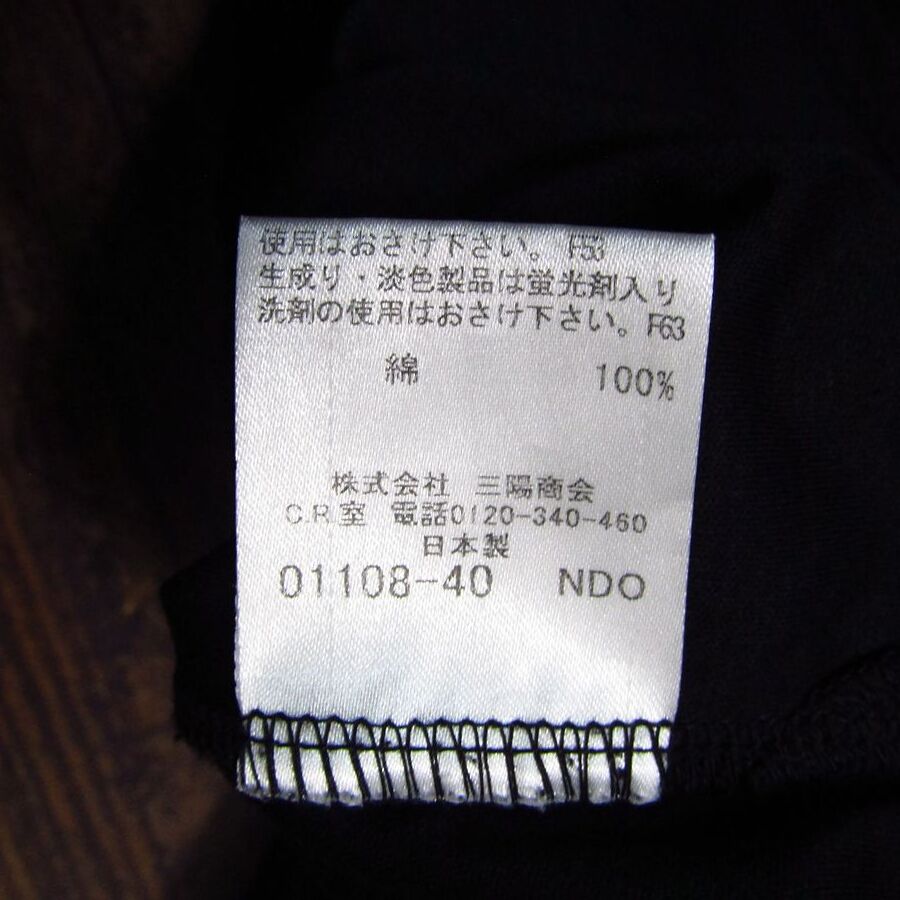 使用はおさけ下さい。 F53
生成り・淡色製品は蛍光剤入り
洗剤の使用はおさけ下さい。F63
綿 100%
株式会社 三陽商会
C.R.室 電話0120-340-460
日本製
01108-40 NDO